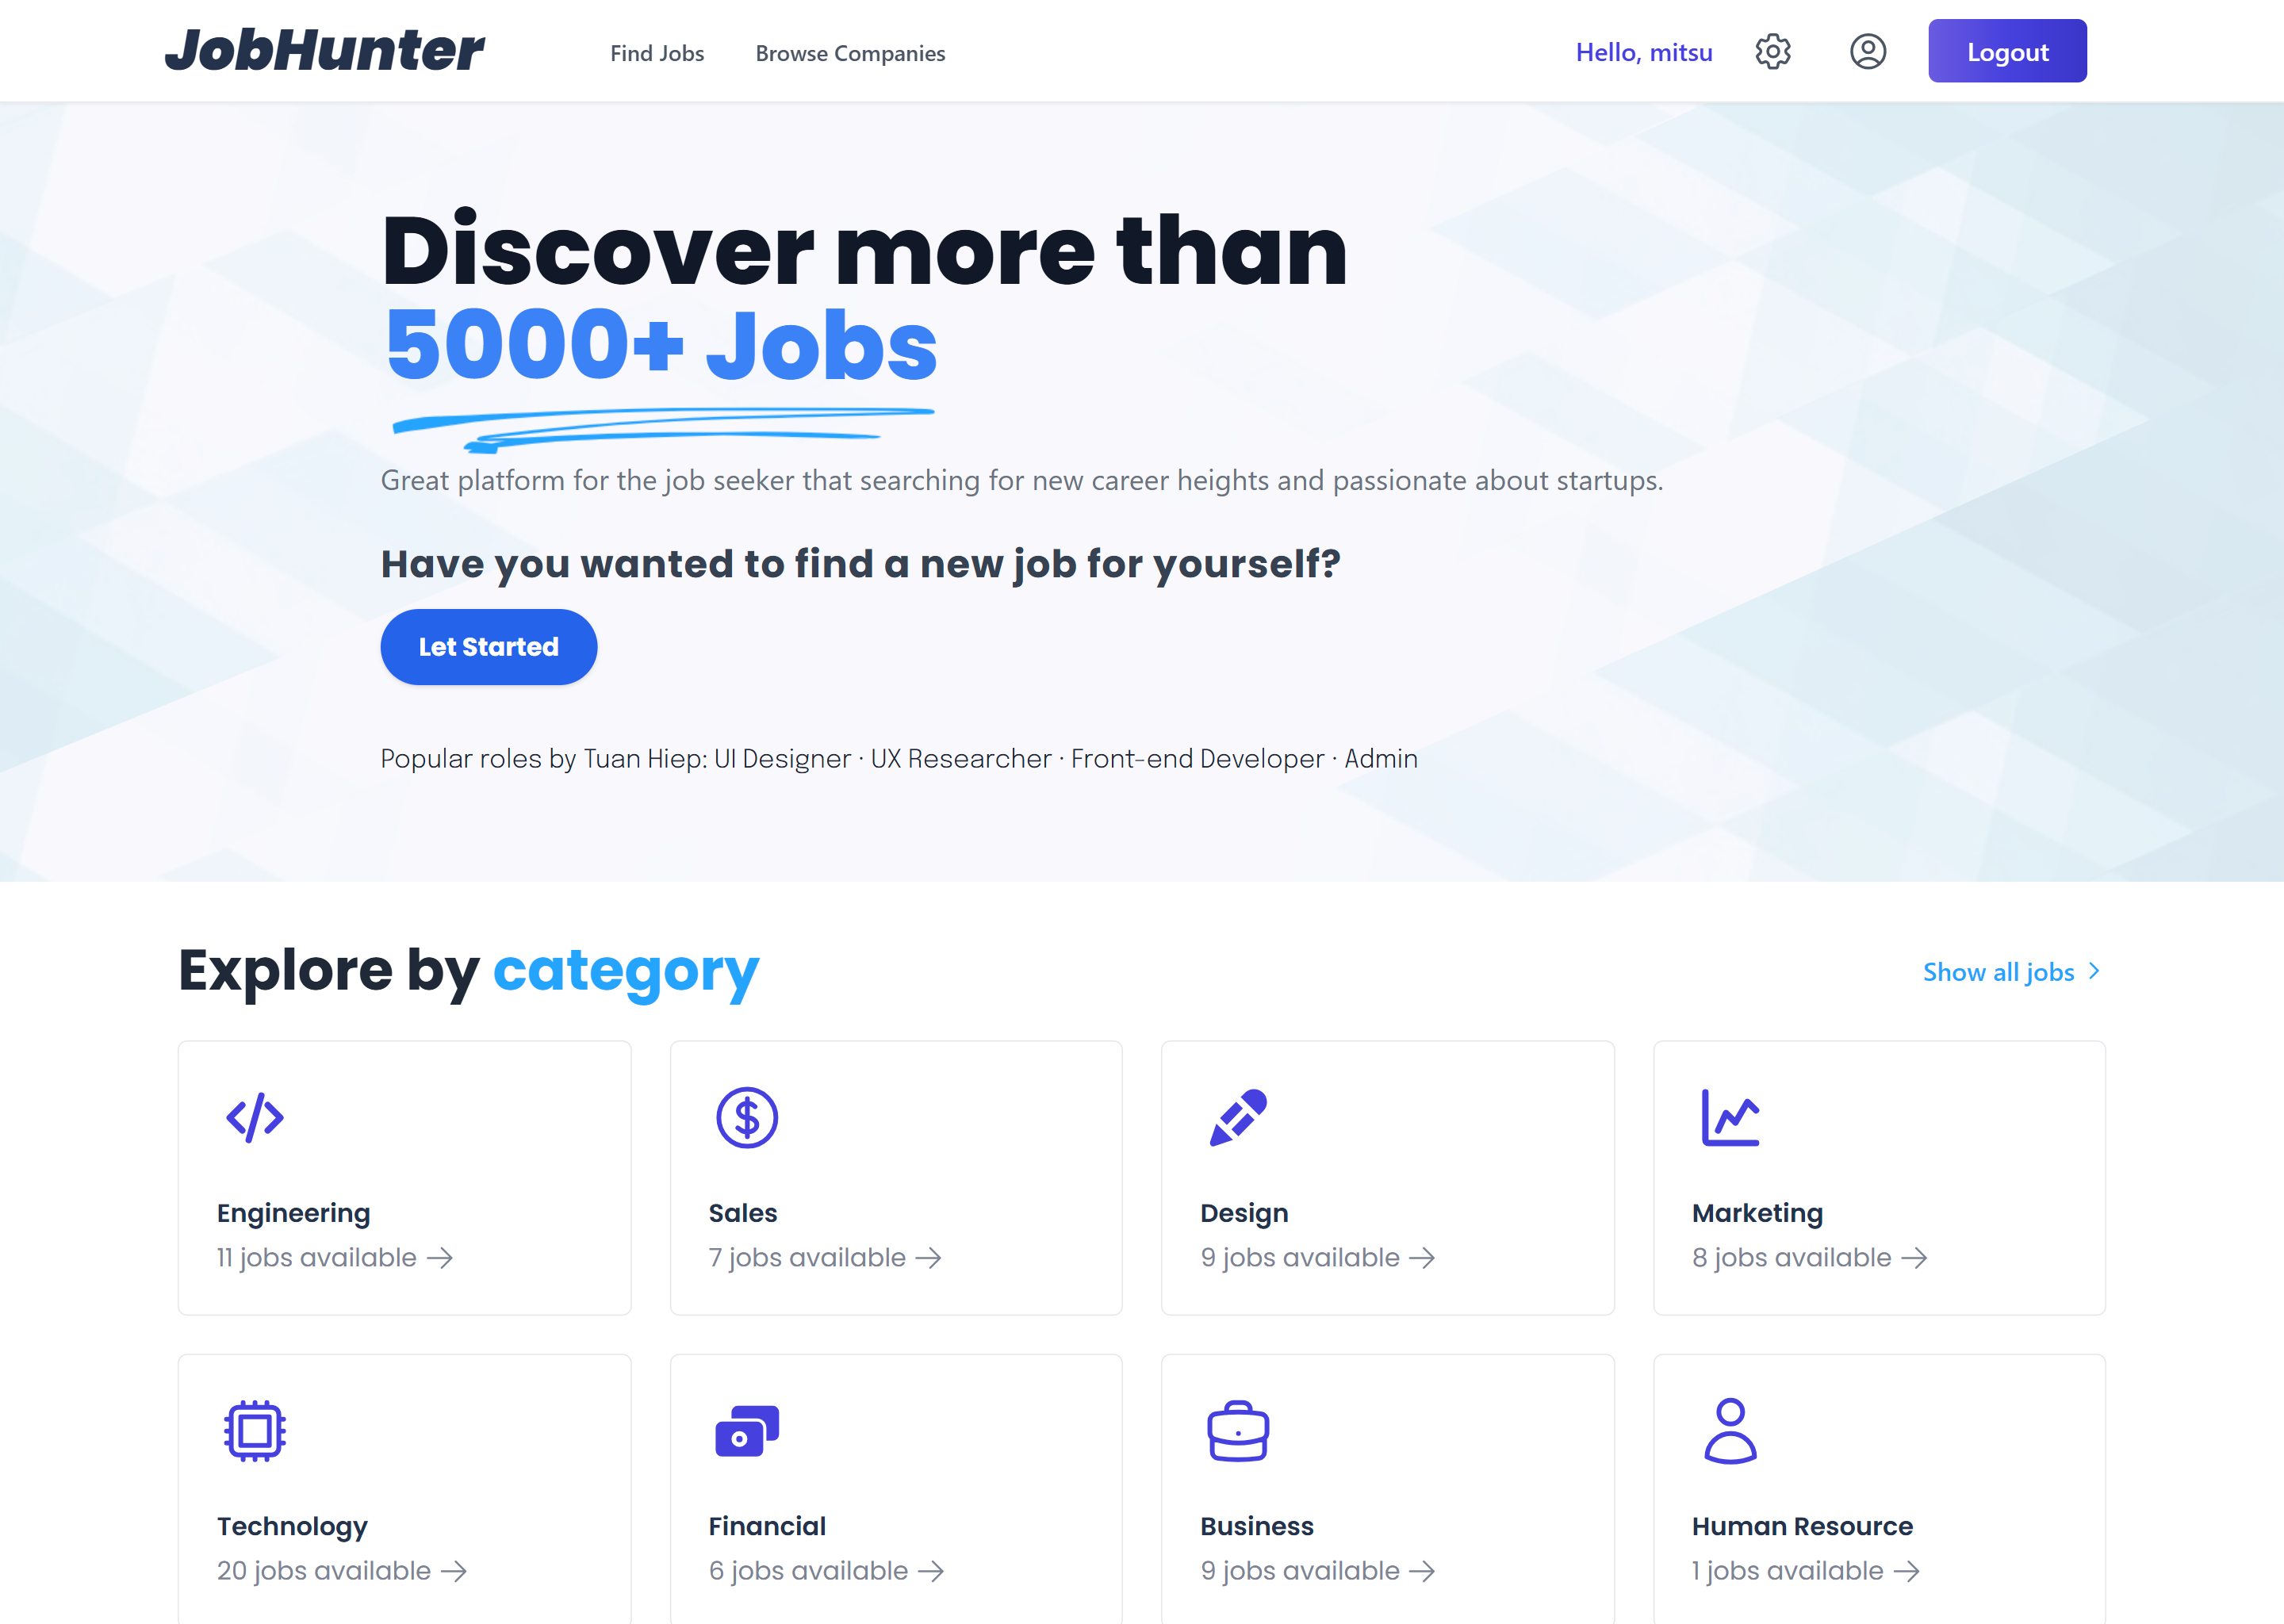 JobHunter
Find Jobs
Browse Companies
Hello, mitsu
Logout
Discover more than
5000+ Jobs
Great platform for the job seeker that searching for new career heights and passionate about startups.
Have you wanted to find a new job for yourself?
Let Started
Popular roles by Tuan Hiep: UI Designer · UX Researcher · Front-end Developer · Admin
Explore by category
Show all jobs
Engineering
11 jobs available
Sales
7 jobs available
Design
9 jobs available
Marketing
8 jobs available
Technology
20 jobs available
Financial
6 jobs available
Business
9 jobs available
Human Resource
1 jobs available